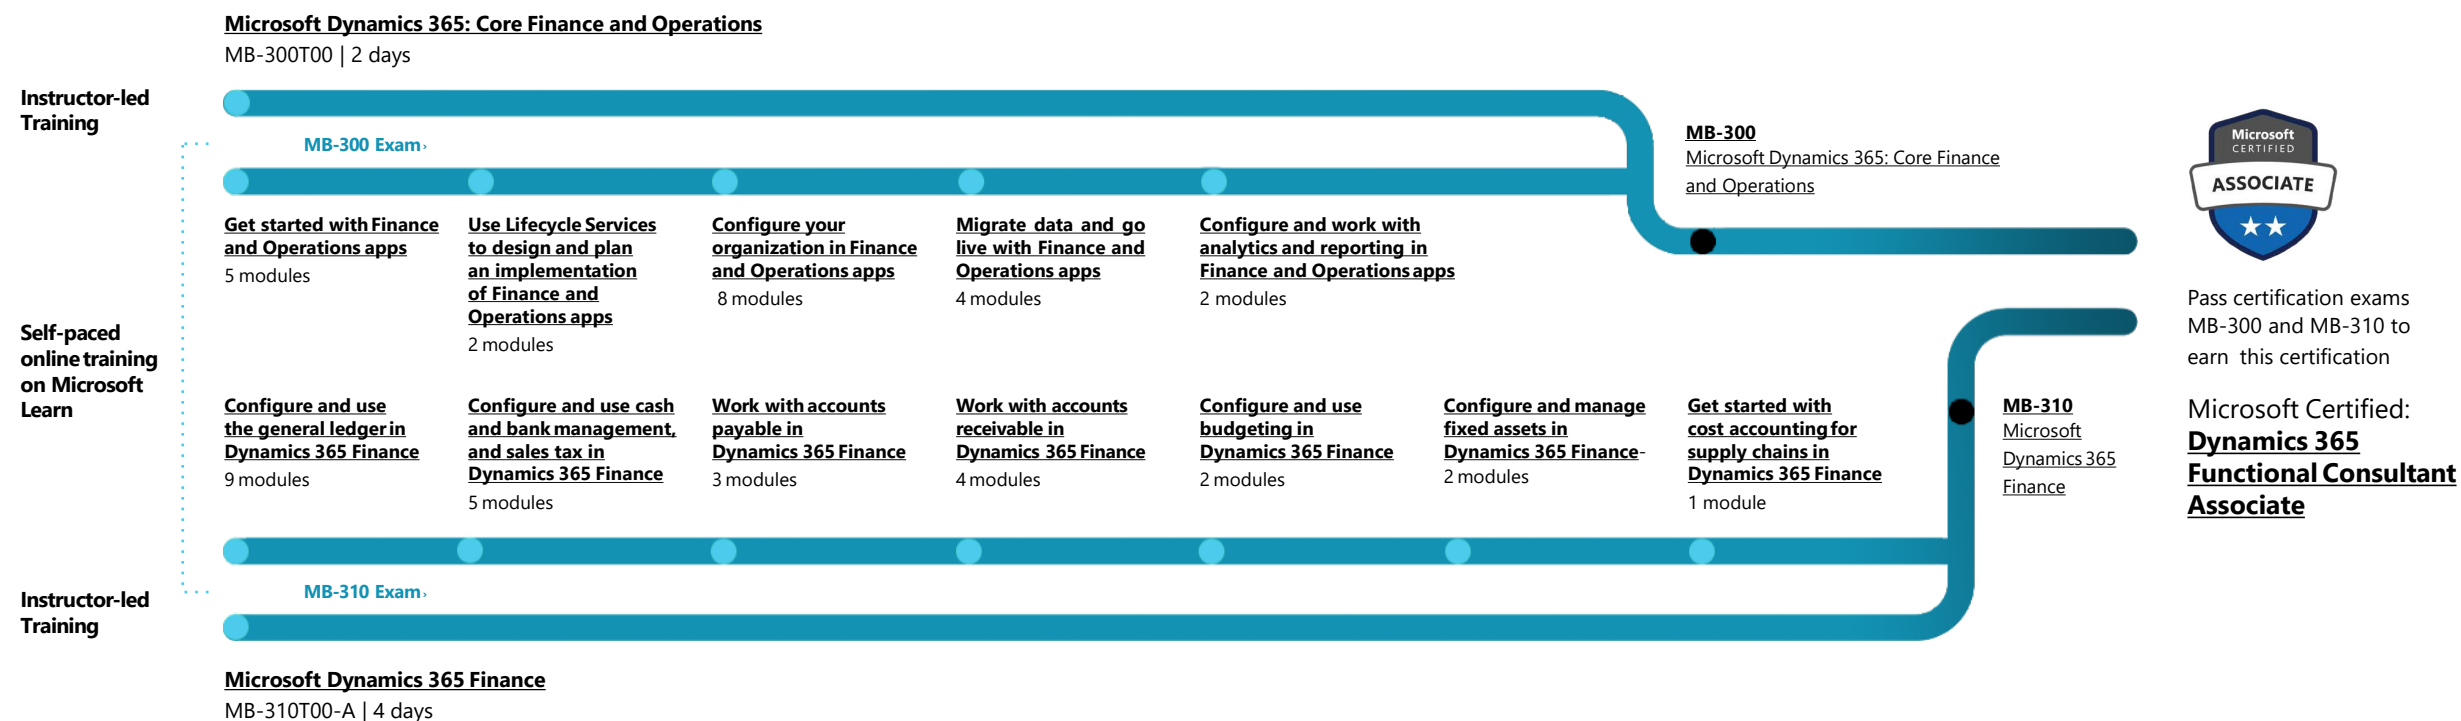 Microsoft Dynamics 365: Core Finance and Operations
MB-300T00 | 2 days
Instructor-led
Training
MB-300 Exam›
MB-300
Microsoft Dynamics 365: Core Finance
and Operations
Get started with Finance
and Operations apps
5 modules
Use Lifecycle Services
to design and plan
an implementation
of Finance and
Operations apps
2 modules
Configure your
organization in Finance
and Operations apps
8 modules
Migrate data and go
live with Finance and
Operations apps
4 modules
Configure and work with
analytics and reporting in
Finance and Operations apps
2 modules
Self-paced
online training
on Microsoft
Learn
Configure and use
the general ledger in
Dynamics 365 Finance
9 modules
Configure and use cash
and bank management,
and sales tax in
Dynamics 365 Finance
5 modules
Work with accounts
payable in
Dynamics 365 Finance
3 modules
Work with accounts
receivable in
Dynamics 365 Finance
4 modules
Configure and use
budgeting in
Dynamics 365 Finance
2 modules
Configure and manage
fixed assets in
Dynamics 365 Finance-
2 modules
Get started with
cost accounting for
supply chains in
Dynamics 365 Finance
1 module
MB-310
Microsoft
Dynamics 365
Finance
Instructor-led
Training
MB-310 Exam›
Microsoft Dynamics 365 Finance
MB-310T00-A | 4 days
Microsoft
CERTIFIED
ASSOCIATE
Pass certification exams
MB-300 and MB-310 to
earn this certification
Microsoft Certified:
Dynamics 365
Functional Consultant
Associate